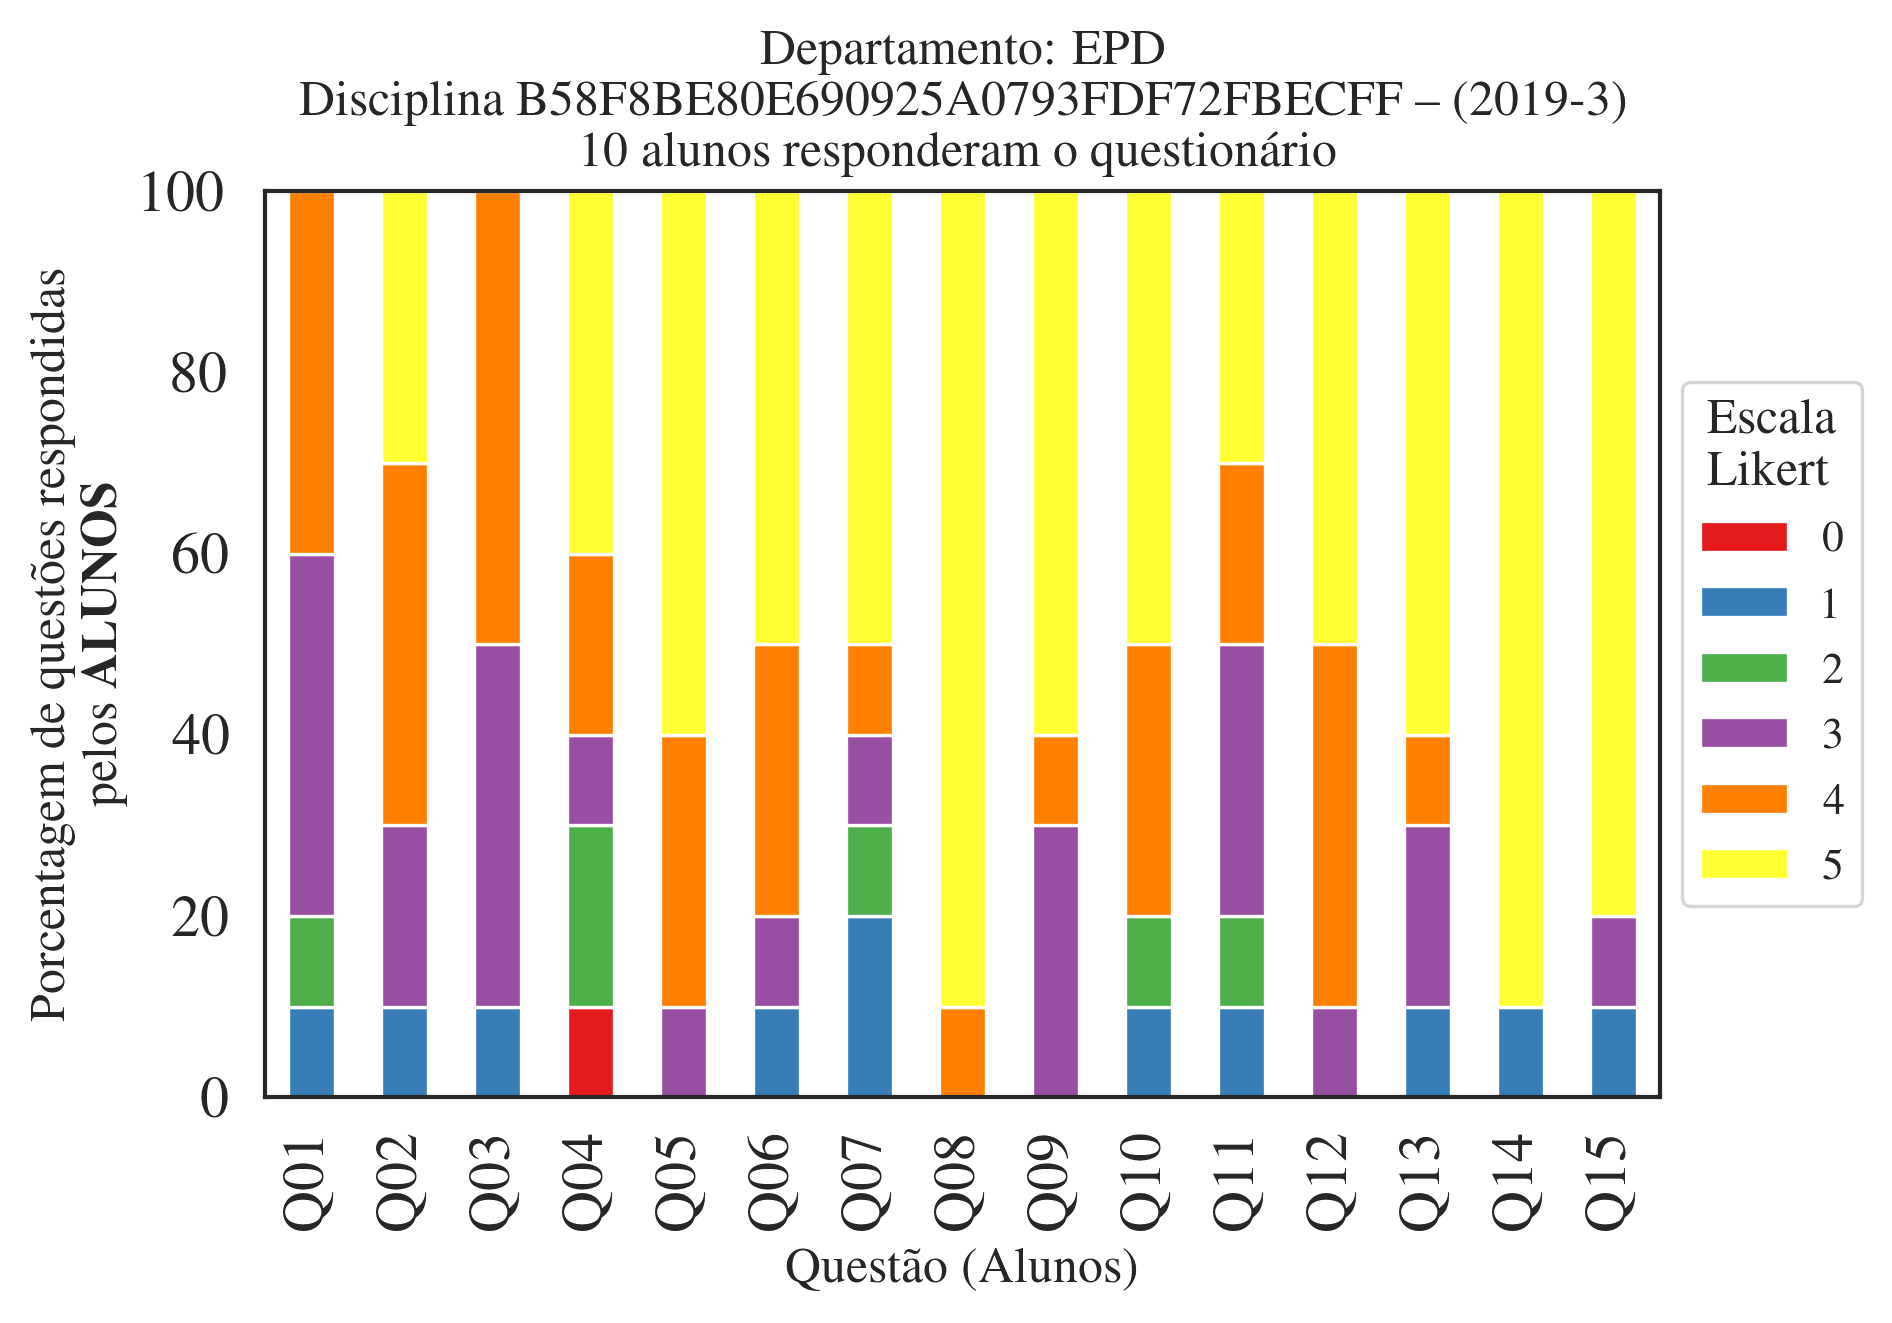 Departamento: EPD
Disciplina B58F8BE80E690925A0793FDF72FBECFF – (2019-3)
10 alunos responderam o questionário
Porcentagem de questões respondidas
pelos ALUNOS
100
80
60
40
20
0
Q01
Q02
Q03
Q04
Q05
Q06
Q07
Q08
Q09
Q10
Q11
Q12
Q13
Q14
Q15
Questão (Alunos)
Escala
Likert
0
1
2
3
4
5